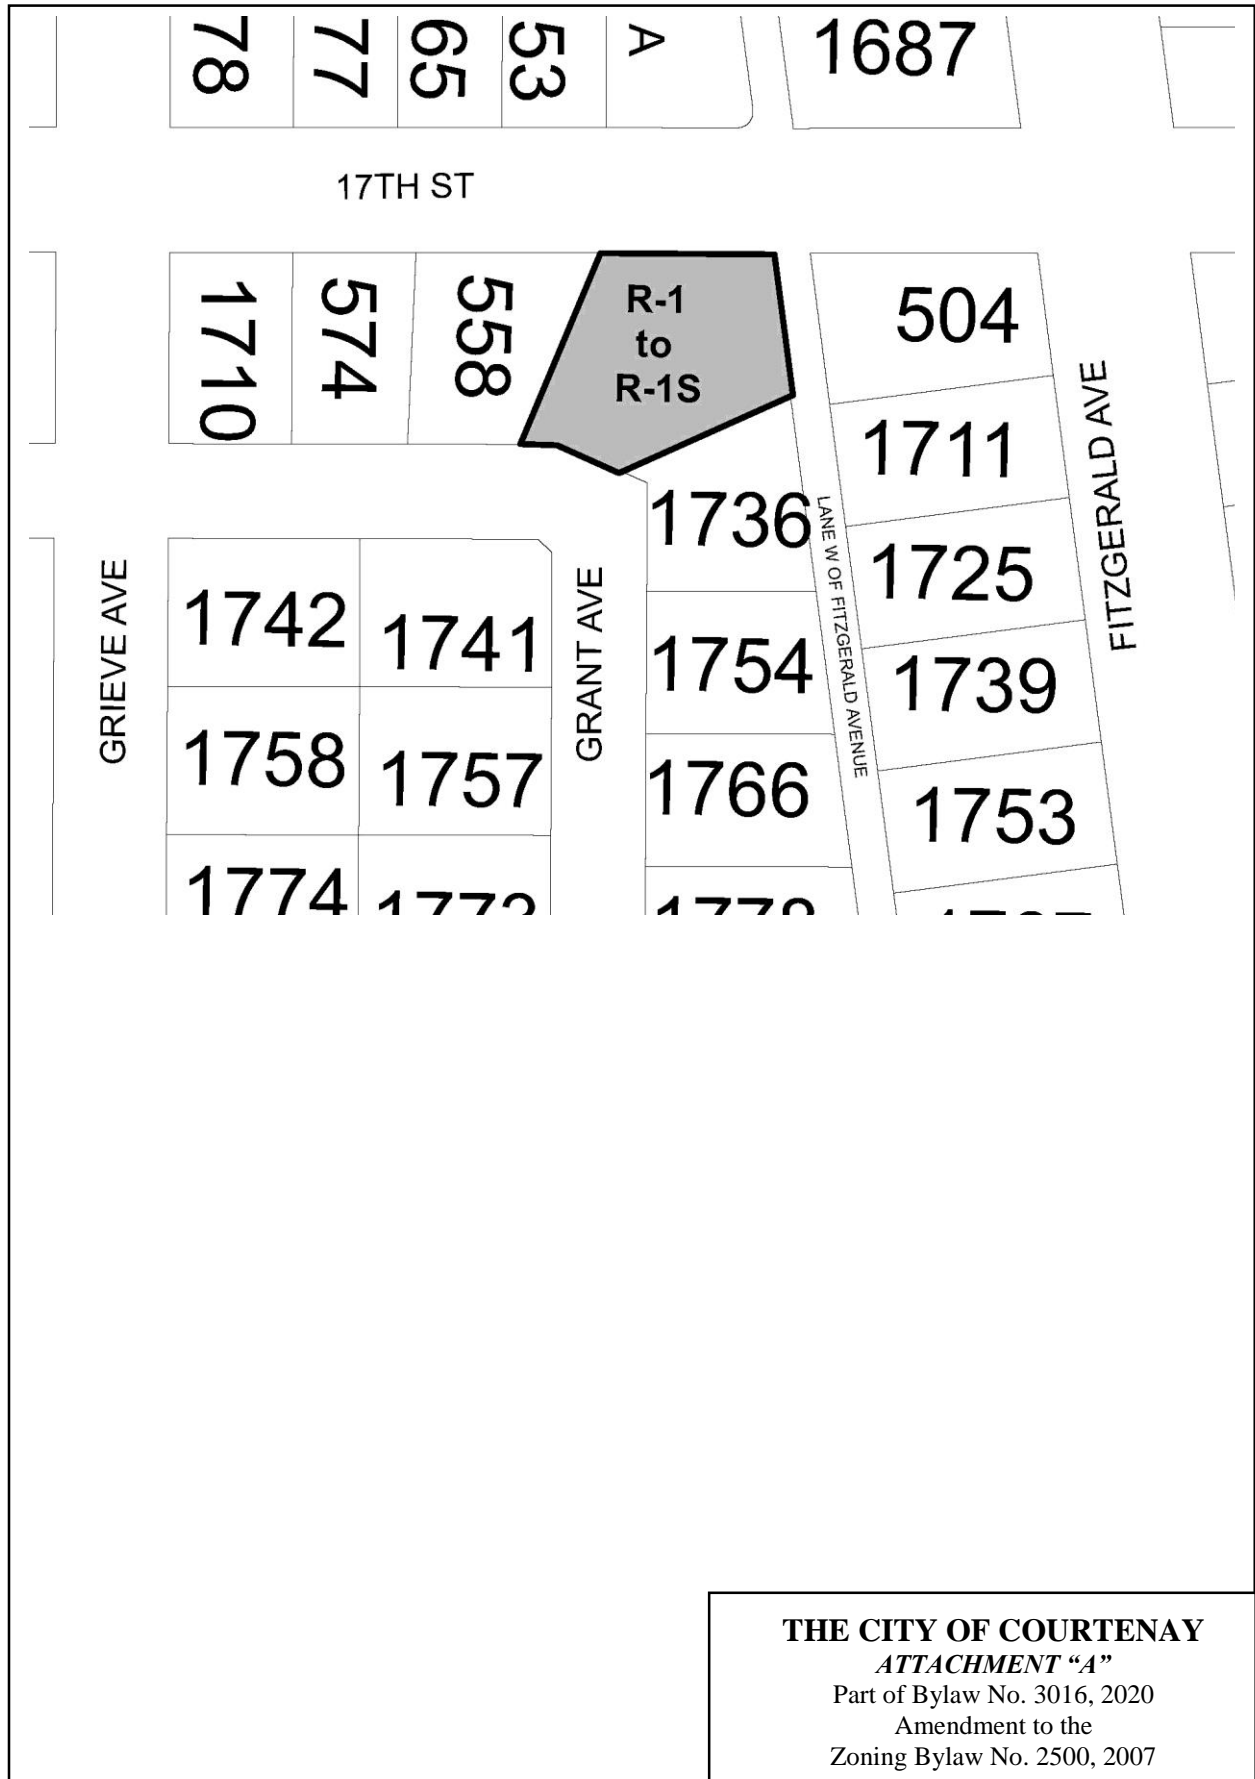 78
77
65
53
A
1687
17TH ST
1710
574
558
R-1
to
R-1S
504
1711
1736
LANE W OF FITZGERALD AVENUE
1725
FITZGERALD AVE
GRIEVE AVE
1742
1741
GRANT AVE
1754
1739
1758
1757
1766
1753
1774
THE CITY OF COURTENAY
ATTACHMENT “A”
Part of Bylaw No. 3016, 2020
Amendment to the
Zoning Bylaw No. 2500, 2007